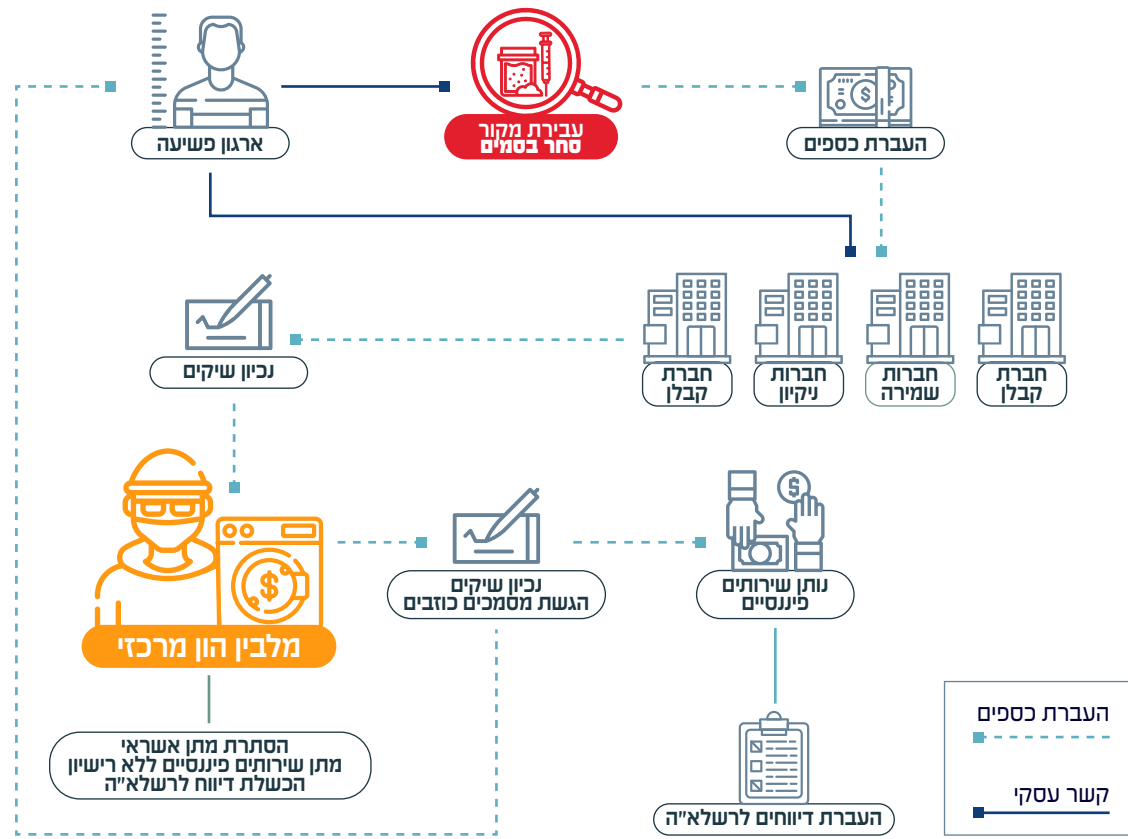 ארגון פשיעה
עבירת מקור
סחר בסמים
העברת כספים
חברת
קבלן
חברות
שמירה
חברות
ניקיון
חברת
קבלן
נכיון שיקים
מלבין הון מרכזי
נכיון שיקים
הגשת מסמכים כוזבים
נותן שירותים
פיננסיים
הסתרת מתן אשראי
מתן שירותים פיננסיים ללא רישיון
הכשלת דיווח לרשלא"ה
העברת דיווחים לרשלא"ה
העברת כספים
קשר עסקי